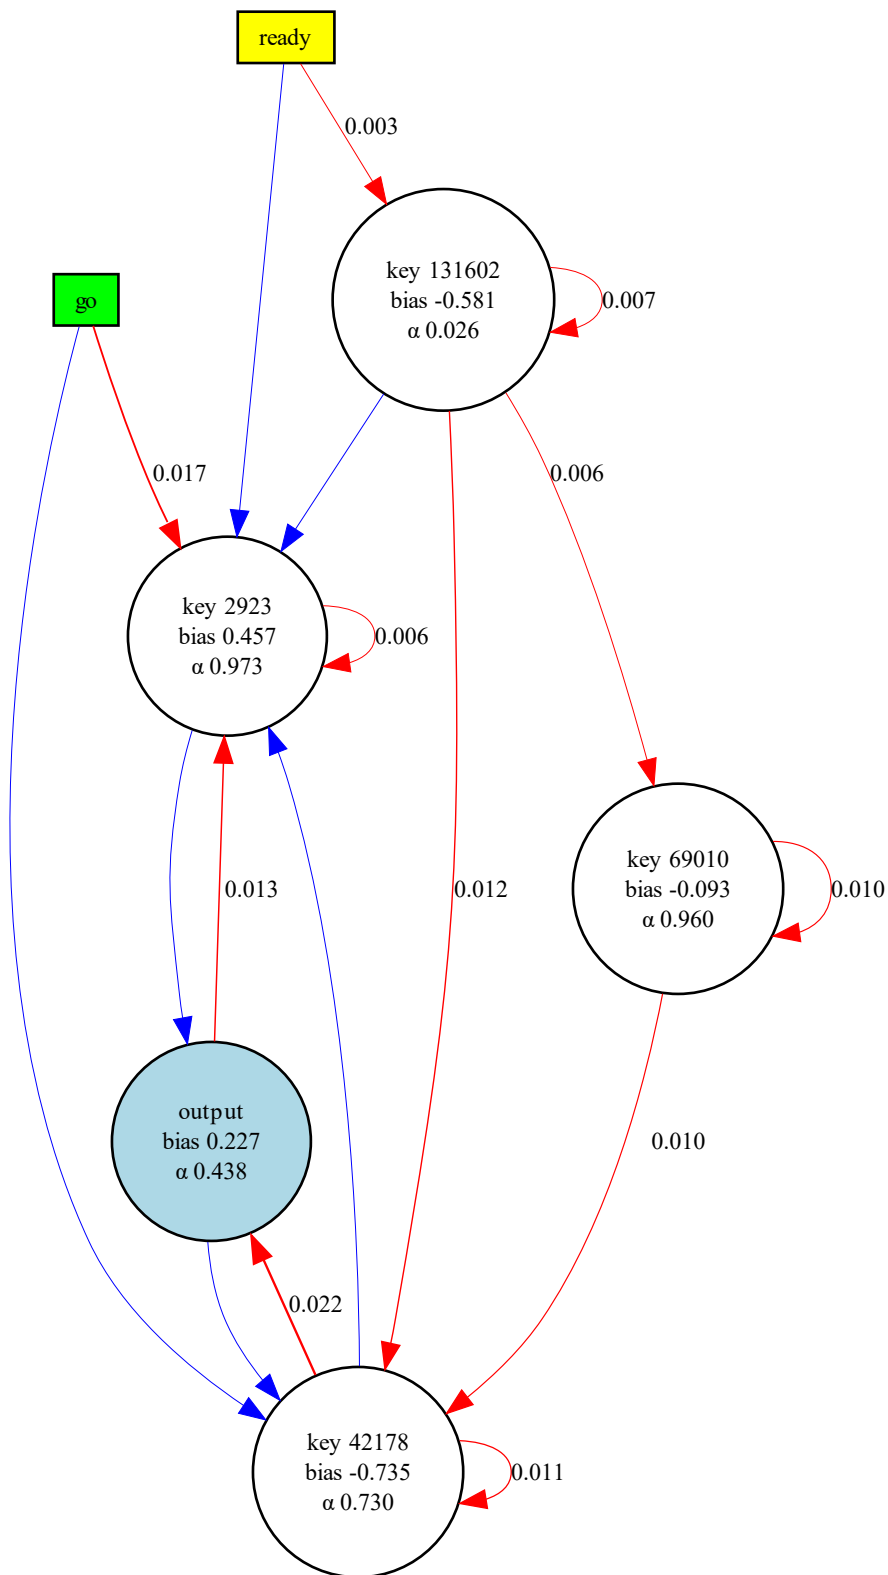 ready
0.003
key 131602
bias -0.581
α 0.026
0.007
go
0.017
0.006
key 2923
bias 0.457
α 0.973
0.006
key 69010
bias -0.093
α 0.960
0.010
0.013
0.012
output
bias 0.227
α 0.438
0.010
0.022
key 42178
bias -0.735
α 0.730
0.011